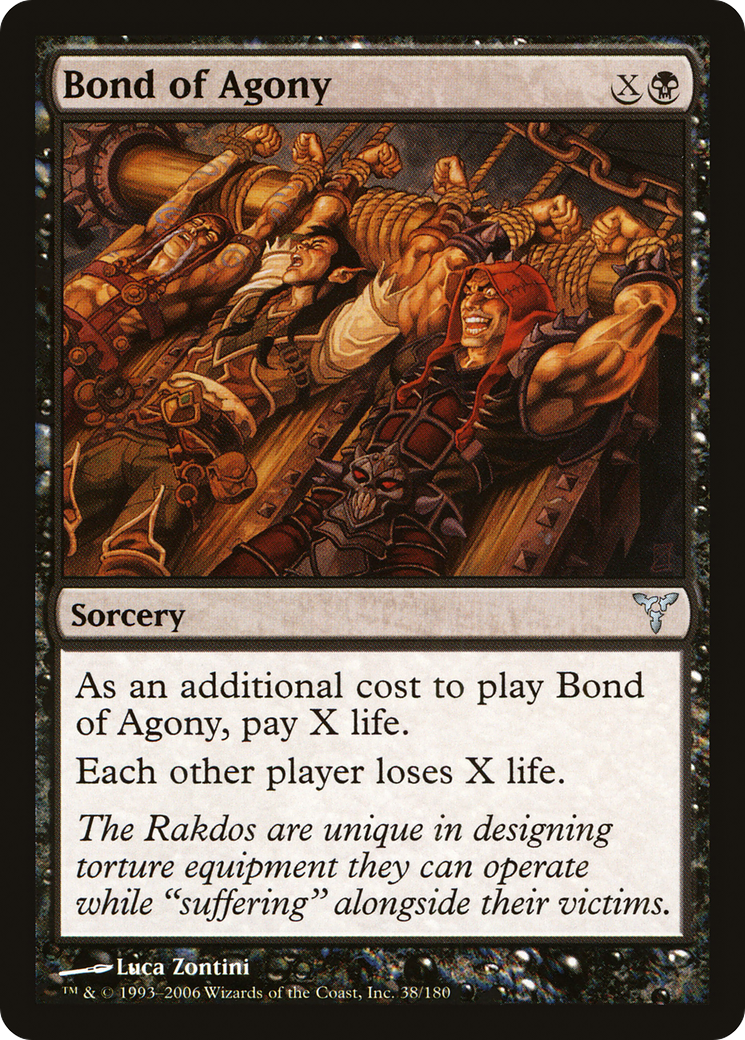 Bond of Agony
X
Sorcery
As an additional cost to play Bond
of Agony, pay X life.
Each other player loses X life.
The Rakdos are unique in designing
torture equipment they can operate
while “suffering” alongside their victims.
Luca Zontini
™ & © 1993–2006 Wizards of the Coast, Inc. 38/180